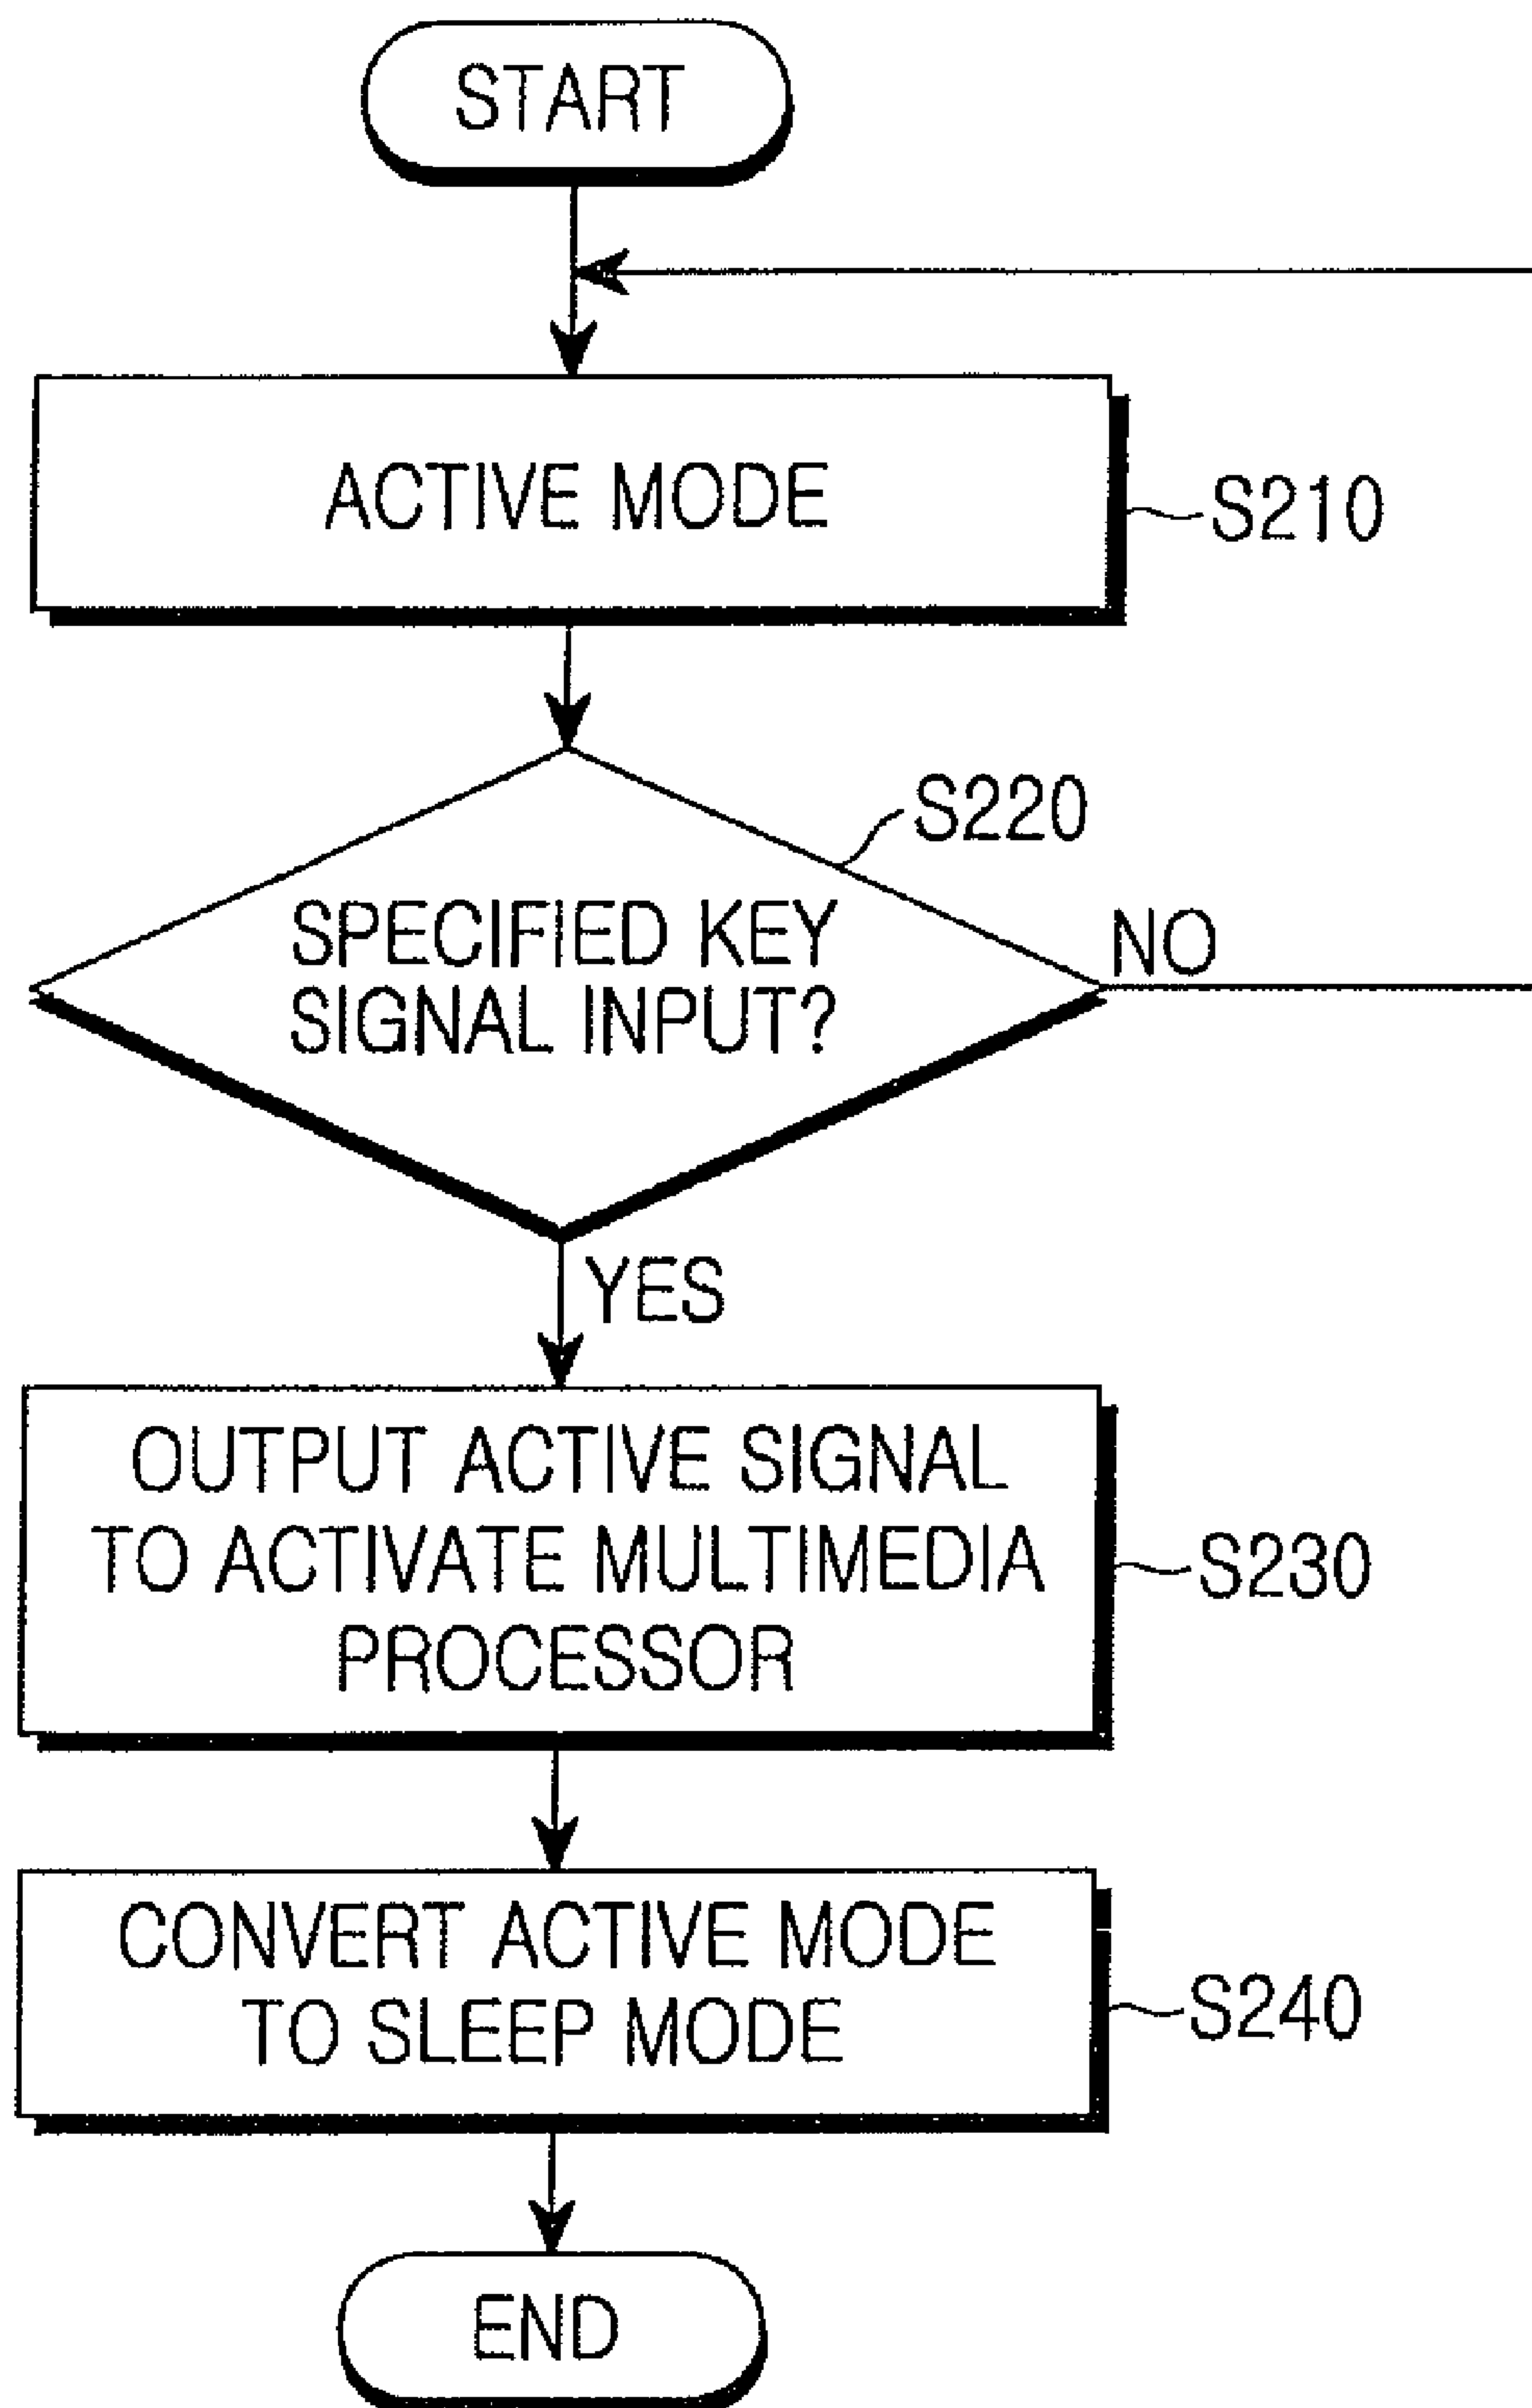 START
ACTIVE MODE
S210
S220
SPECIFIED KEY
SIGNAL INPUT?
NO
YES
OUTPUT ACTIVE SIGNAL
TO ACTIVATE MULTIMEDIA
PROCESSOR
S230
CONVERT ACTIVE MODE
TO SLEEP MODE
S240
END